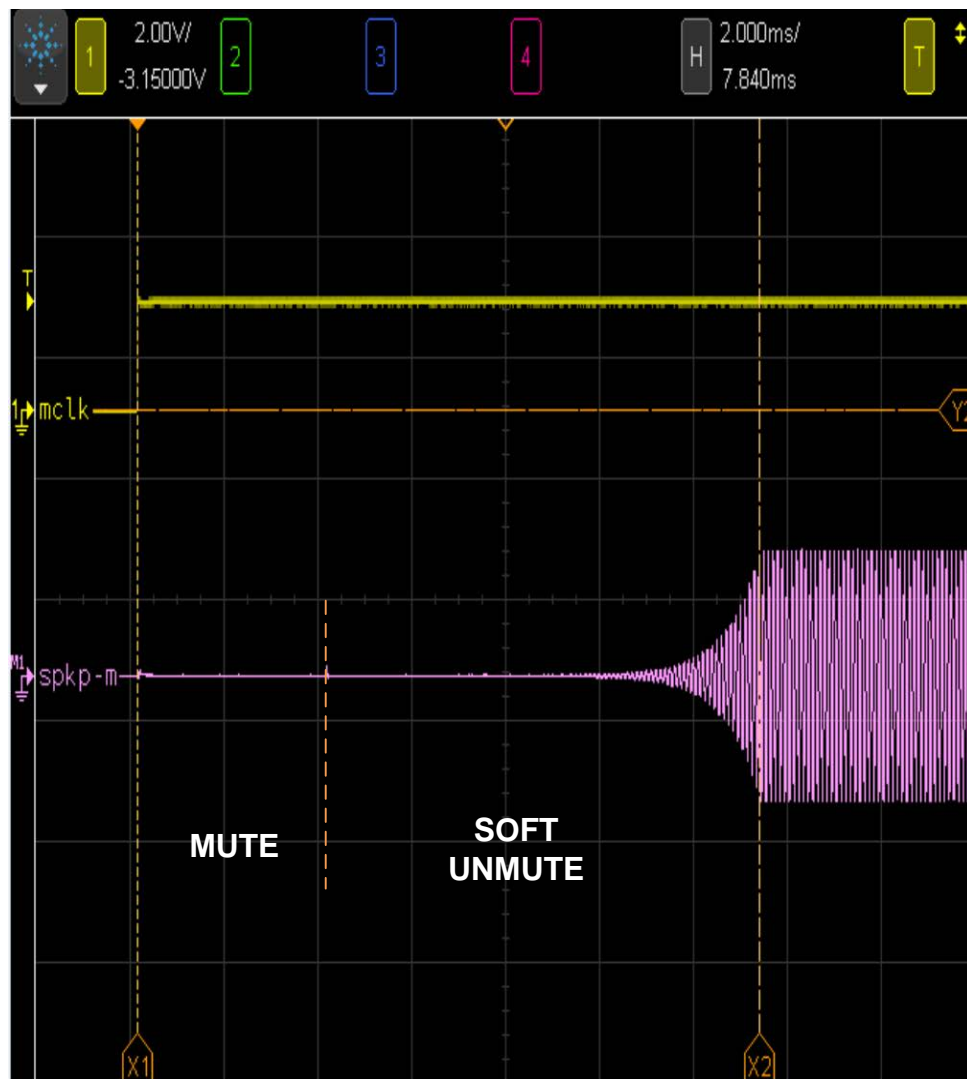 1
2.00V/
-3.15000V
2
3
4
H
2.000ms/
7.840ms
T
T
1 mclk
Y2
M1
spkp-m
MUTE
SOFT
UNMUTE
X1
X2